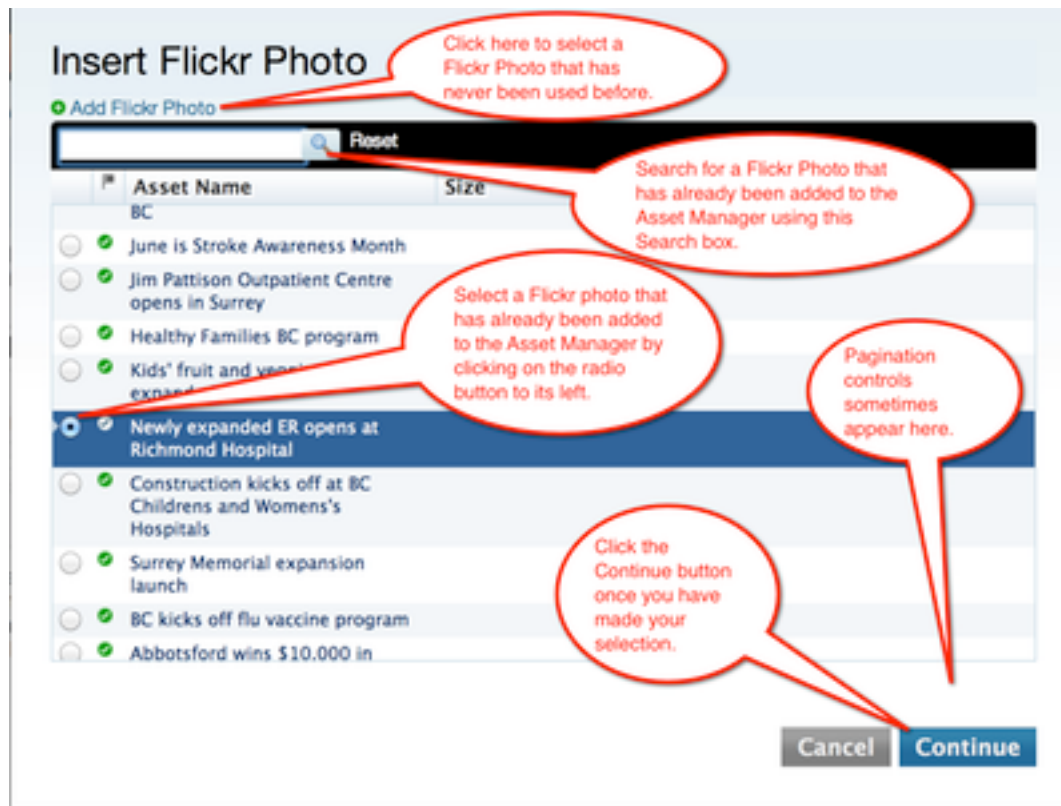 Insert Flickr Photo
Click here to select a
Flickr Photo that has
never been used before.
Add Flickr Photo
Reset
Search for a Flickr Photo that
has already been added to the
Asset Manager using this
Search box.
Asset Name
Size
BC
June is Stroke Awareness Month
Jim Pattison Outpatient Centre
opens in Surrey
Healthy Families BC program
Kids' fruit and
Select a Flickr photo that
has already been added
to the Asset Manager by
clicking on the radio
button to its left.
Pagination
controls
sometimes
appear here.
Newly expanded ER opens at
Richmond Hospital
Construction kicks off at BC
Childrens and Womens's
Hospitals
Surrey Memorial expansion
launch
BC kicks off flu vaccine program
Abbotsford wins $10,000 in
Click the
Continue button
once you have
made your
selection.
Cancel
Continue